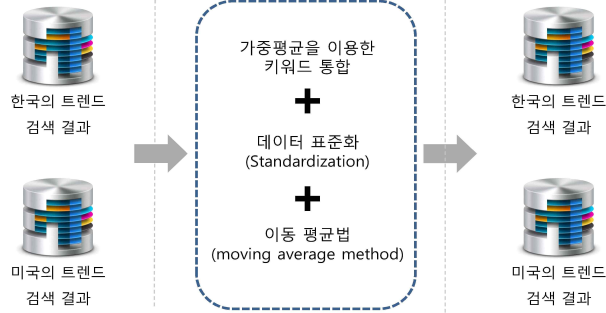 한국의 트렌드
검색 결과
미국의 트렌드
검색 결과
가중평균을 이용한
키워드 통합
+
데이터 표준화
(Standardization)
+
이동 평균법
(moving average method)
한국의 트렌드
검색 결과
미국의 트렌드
검색 결과